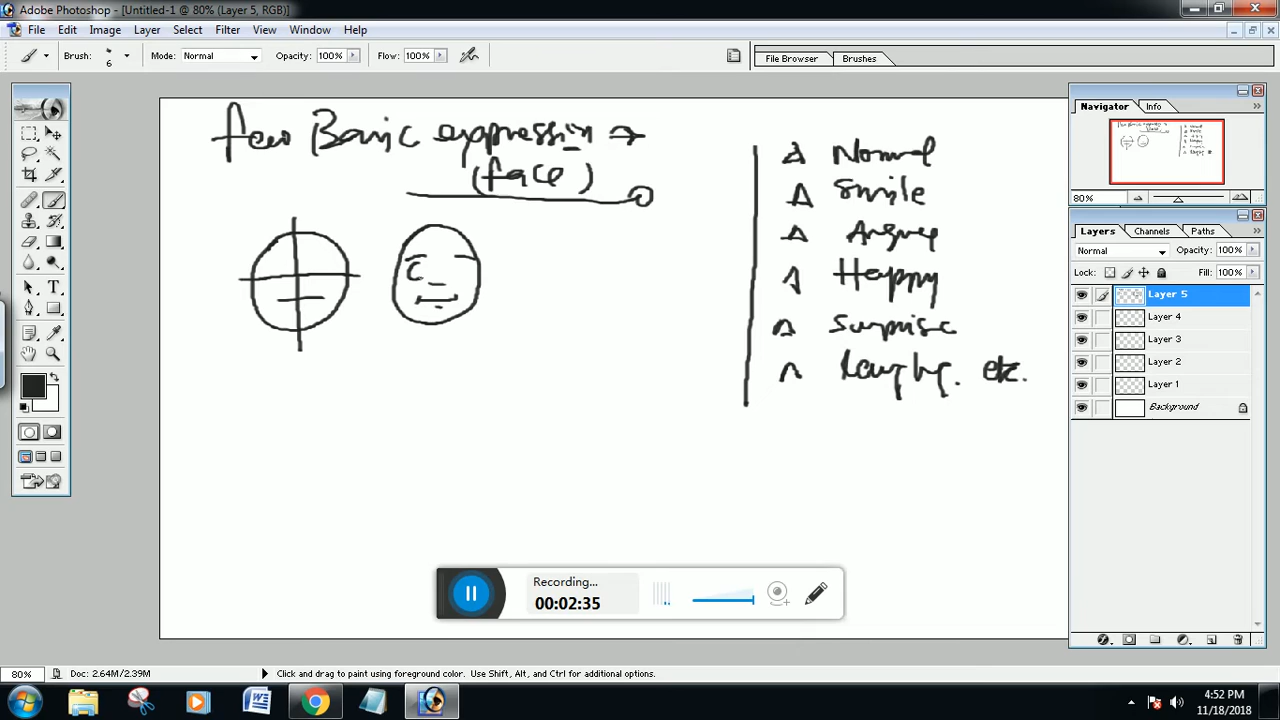 Adobe Photoshop - [Untitled-1 @ 80% (Layer 5, RGB)]
File Edit Image Layer Select Filter View Window Help
Brush: 6 Mode: Normal Opacity: 100% Flow: 100% File Browser Brushes
few Basic expression →
(face)
Normal
Smile
Angree
Happy
Surprise
etc.
Navigator Info
80%
Layers Channels Paths
Normal Opacity: 100%
Lock: Fill: 100%
Layer 5
Layer 4
Layer 3
Layer 2
Layer 1
Background
Recording...
00:02:35
80% Doc: 2.64M/2.39M Click and drag to paint using foreground color. Use Shift, Alt, and Ctrl for additional options.
4:52 PM
11/18/2018